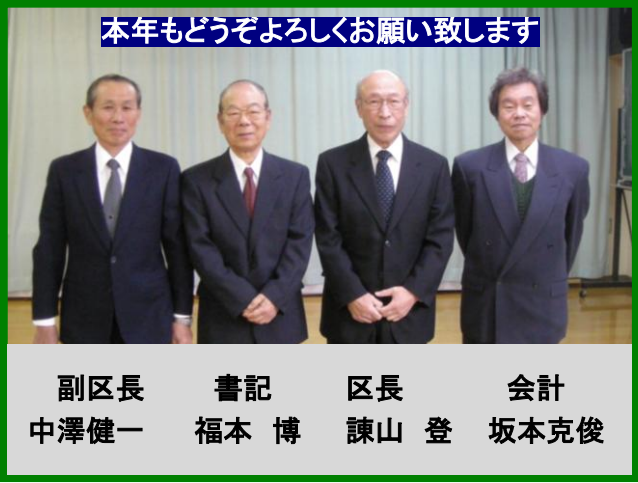 本年もどうぞよろしくお願い致します
副区長 書記 区長 会計
中澤健一 福本 博 諌山 登 坂本克俊